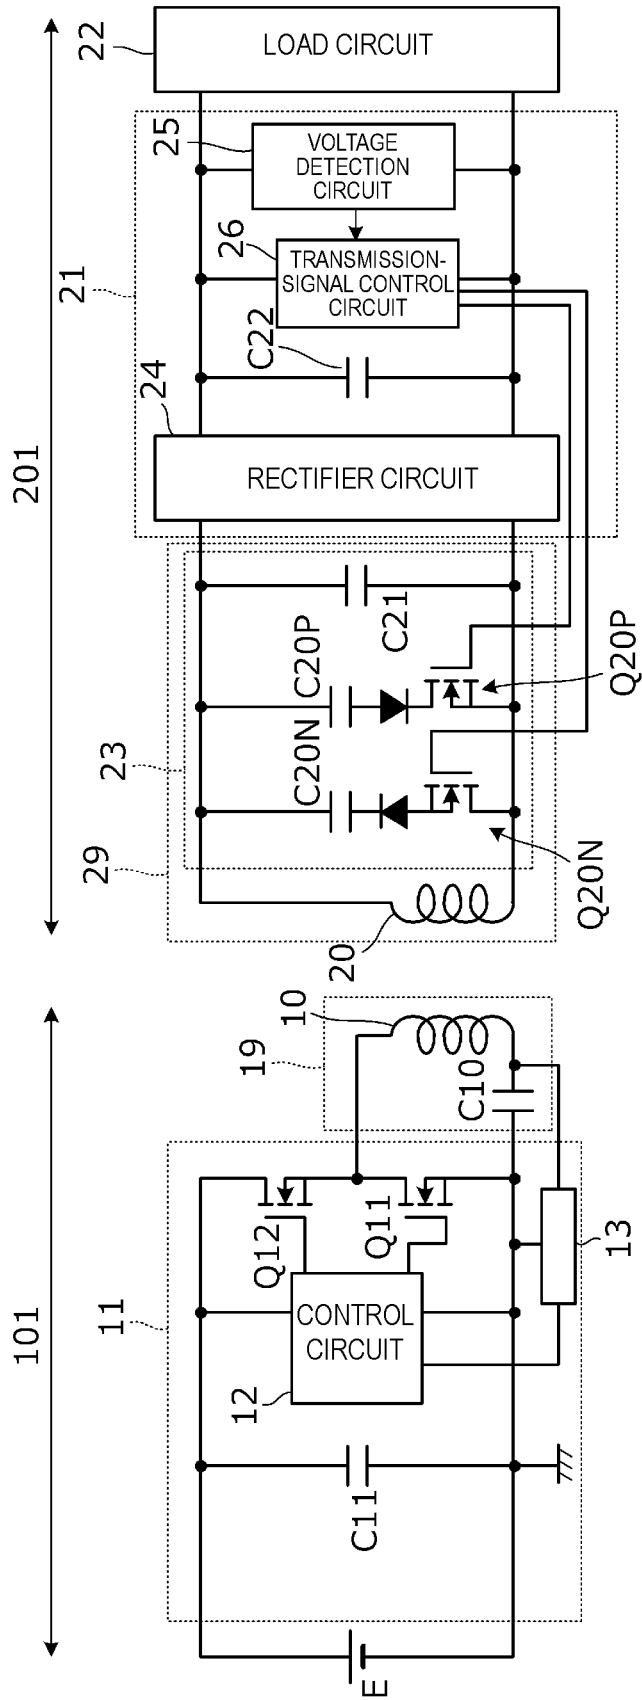 22
LOAD CIRCUIT
25
VOLTAGE
DETECTION
CIRCUIT
26
TRANSMISSION-
SIGNAL CONTROL
CIRCUIT
21
C22
24
201
RECTIFIER CIRCUIT
C21
C20P
Q20P
C20N
23
29
Q20N
20
10
19
C10
Q12
Q11
13
11
101
CONTROL
CIRCUIT
12
C11
E